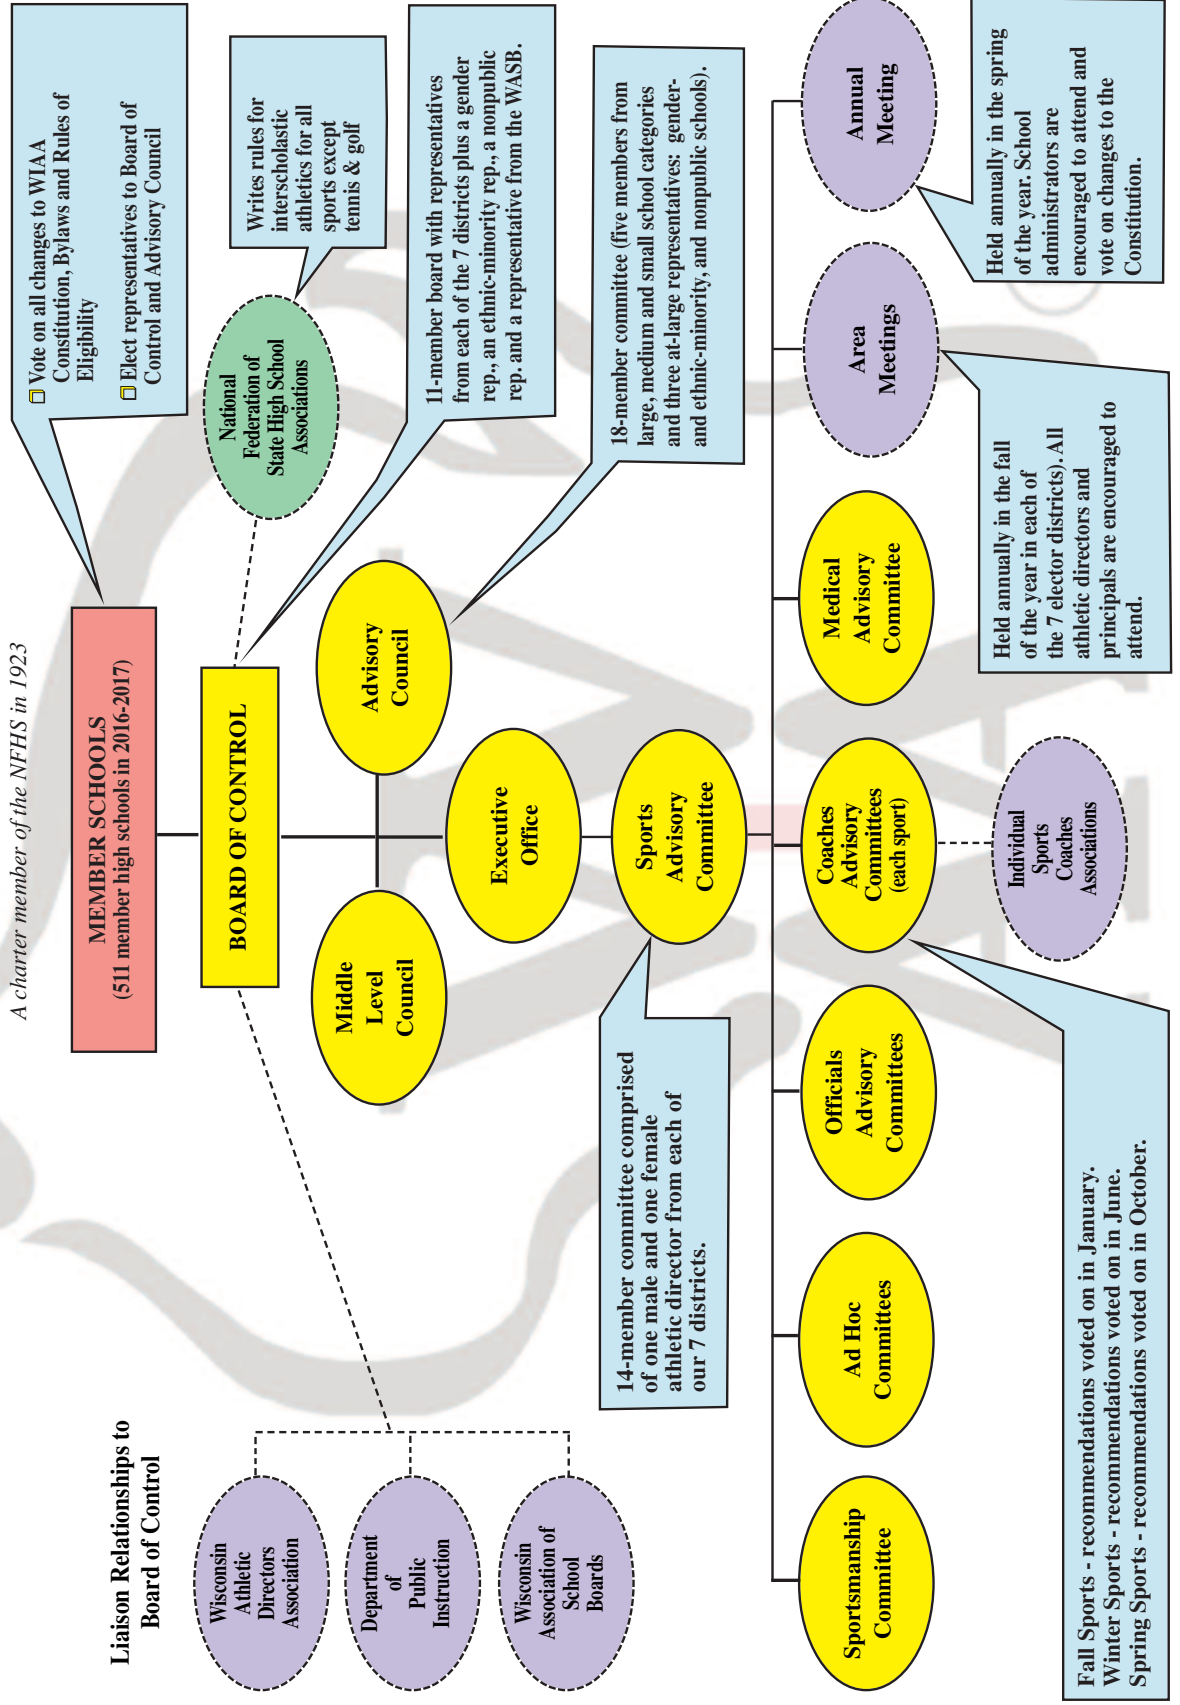 A charter member of the NFHS in 1923
MEMBER SCHOOLS
(511 member high schools in 2016-2017)
Vote on all changes to WIAA
Constitution, Bylaws and Rules of
Eligibility
Elect representatives to Board of
Control and Advisory Council
Liaison Relationships to
Board of Control
BOARD OF CONTROL
National
Federation of
State High School
Associations
Writes rules for
interscholastic
athletics for all
sports except
tennis & golf
Wisconsin
Athletic
Directors
Association
Department
of
Public
Instruction
Wisconsin
Association of
School
Boards
Middle
Level
Council
Advisory
Council
11-member board with representatives
from each of the 7 districts plus a gender
rep., an ethnic-minority rep., a nonpublic
rep. and a representative from the WASB.
Executive
Office
18-member committee (five members from
large, medium and small school categories
and three at-large representatives: gender-
and ethnic-minority, and nonpublic schools).
14-member committee comprised
of one male and one female
athletic director from each of
our 7 districts.
Sports
Advisory
Committee
Sportsmanship
Committee
Ad Hoc
Committees
Officials
Advisory
Committees
Coaches
Advisory
Committees
(each sport)
Medical
Advisory
Committee
Area
Meetings
Annual
Meeting
Individual
Sports
Coaches
Associations
Held annually in the fall
of the year in each of
the 7 elector districts). All
athletic directors and
principals are encouraged to
attend.
Held annually in the spring
of the year. School
administrators are
encouraged to attend and
vote on changes to the
Constitution.
Fall Sports - recommendations voted on in January.
Winter Sports - recommendations voted on in June.
Spring Sports - recommendations voted on in October.